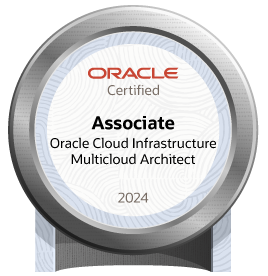 ORACLE
Certified
Associate
Oracle Cloud Infrastructure
Multicloud Architect
2024